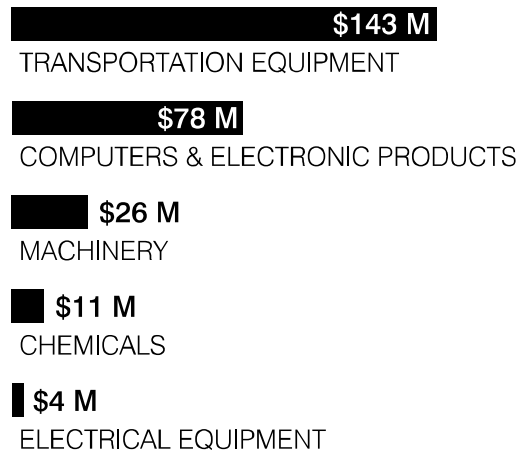 $143 M
TRANSPORTATION EQUIPMENT
$78 M
COMPUTERS & ELECTRONIC PRODUCTS
$26 M
MACHINERY
$11 M
CHEMICALS
$4 M
ELECTRICAL EQUIPMENT